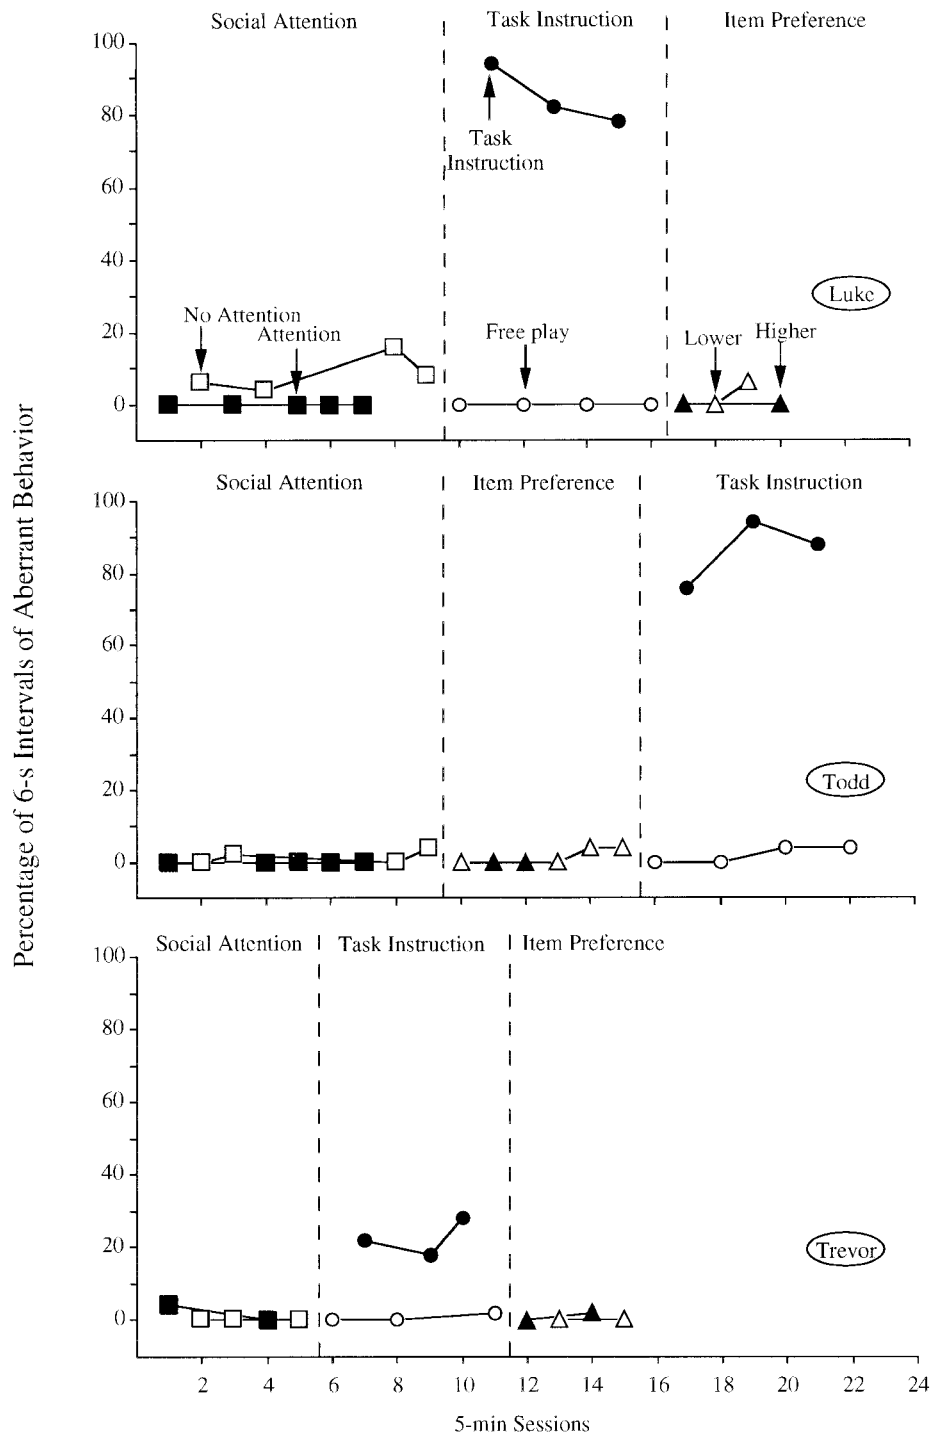 Social Attention Task Instruction Item Preference
100
80
Task
Instruction
60
40
Luke
No Attention
Attention
Free play
Lower
Higher
20
0
Percentage of 6-s Intervals of Aberrant Behavior
Social Attention Item Preference Task Instruction
100
80
60
40
20
Todd
0
Social Attention Task Instruction Item Preference
100
80
60
40
20
Trevor
0
2 4 6 8 10 12 14 16 18 20 22 24
5-min Sessions